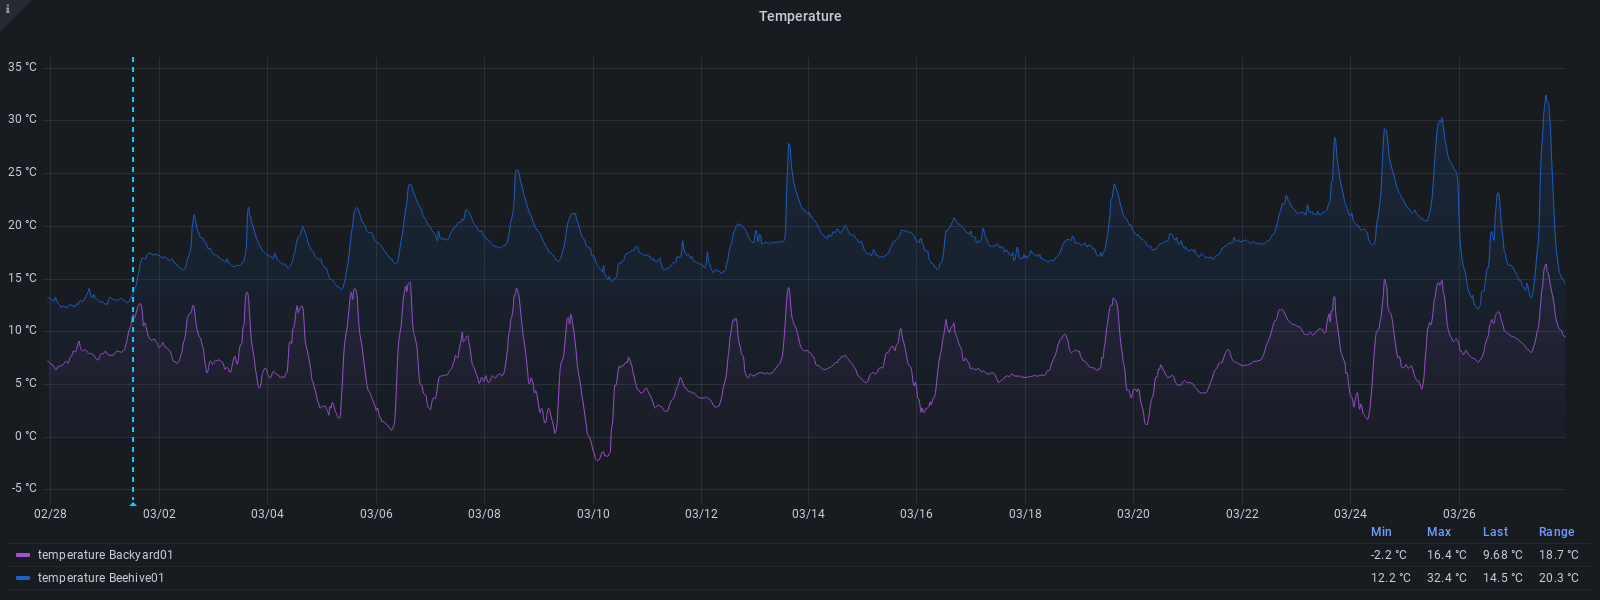 i
Temperature
35 °C
30 °C
25 °C
20 °C
15 °C
10 °C
5 °C
0 °C
-5 °C
02/28 03/02 03/04 03/06 03/08 03/10 03/12 03/14 03/16 03/18 03/20 03/22 03/24 03/26
Min Max Last Range
temperature Backyard01 -2.2 °C 16.4 °C 9.68 °C 18.7 °C
temperature Beehive01 12.2 °C 32.4 °C 14.5 °C 20.3 °C